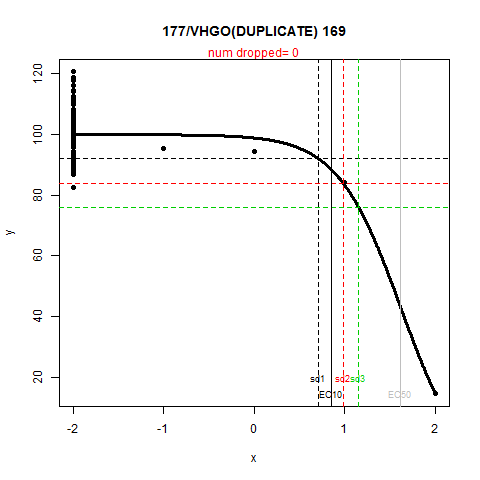 177/VHGO(DUPLICATE) 169
num dropped= 0
120
100
80
60
40
20
y
sd1
sd2
sd3
EC10
EC50
-2
-1
0
1
2
x